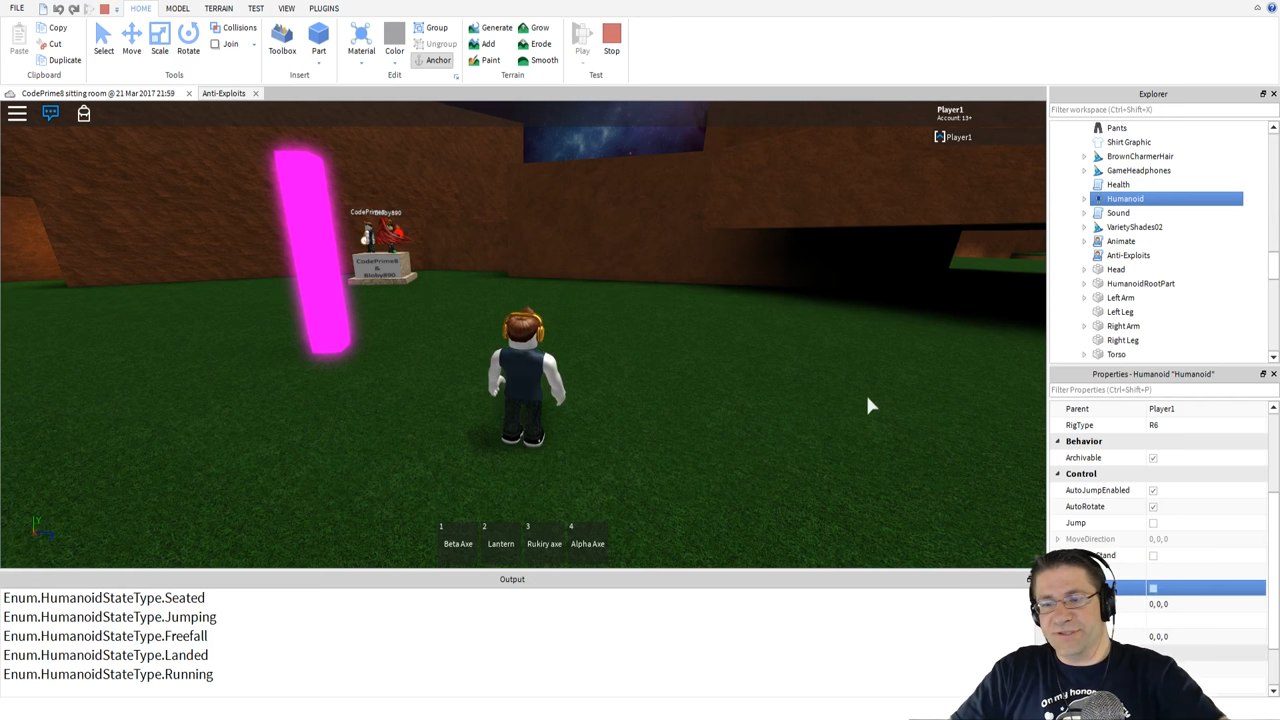 FILE HOME MODEL TERRAIN TEST VIEW PLUGINS
Paste Copy Cut Duplicate Clipboard
Select Move Scale Rotate Collisions Join Tools
Toolbox Part Insert
Material Color Group Ungroup Anchor Edit
Generate Grow Add Erode Paint Smooth Terrain
Play Stop Test
CodePrime8 sitting room @ 21 Mar 2017 21:59
Anti-Exploits
Player1
Account: 13+
Player1
CodePrime8
&
1 2 3 4
Beta Axe Lantern Rukiry axe Alpha Axe
Y
Output
Enum.HumanoidStateType.Seated
Enum.HumanoidStateType.Jumping
Enum.HumanoidStateType.Freefall
Enum.HumanoidStateType.Landed
Enum.HumanoidStateType.Running
Explorer
Filter workspace (Ctrl+Shift+X)
Pants
Shirt Graphic
BrownCharmerHair
GameHeadphones
Health
Humanoid
Sound
VarietyShades02
Animate
Anti-Exploits
Head
HumanoidRootPart
Left Arm
Left Leg
Right Arm
Right Leg
Torso
Properties - Humanoid "Humanoid"
Filter Properties (Ctrl+Shift+P)
Parent Player1
RigType R6
Behavior
Archivable
Control
AutoJumpEnabled
AutoRotate
Jump
MoveDirection 0, 0, 0
Stand
0, 0, 0
0, 0, 0
On my honor